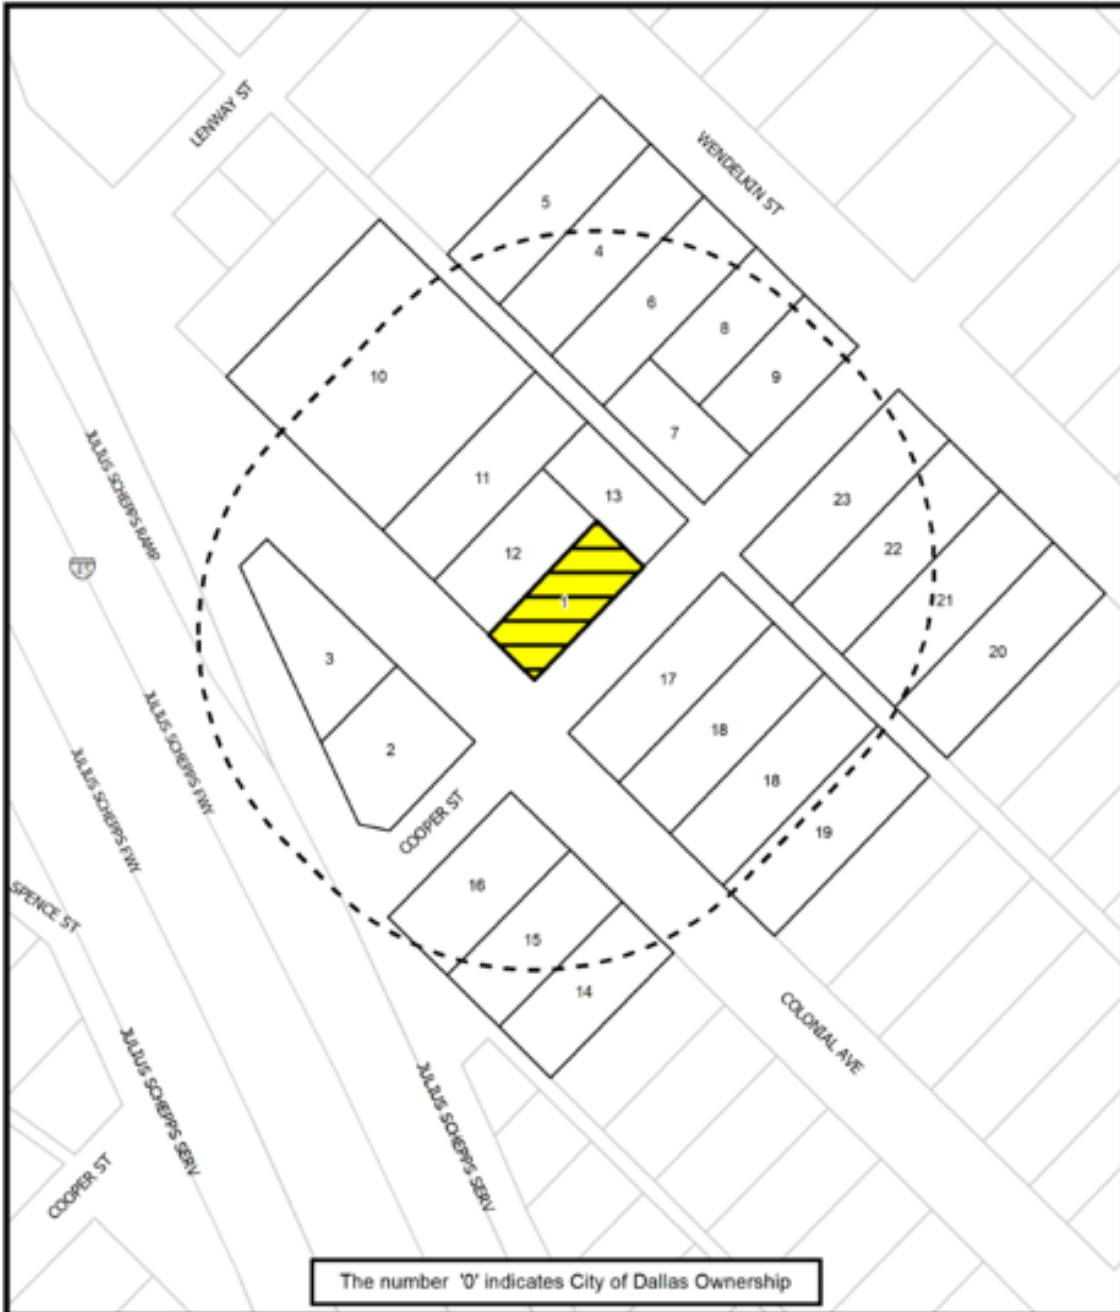 LENWAY ST
WENDELKIN ST
5
4
6
8
10
9
7
JULIUS SCHEPPS RAMP
11
13
23
12
22
1
21
3
20
17
18
2
18
JULIUS SCHEPPS FWY
JULIUS SCHEPPS FWY
COOPER ST
19
16
SPENCE ST
15
14
COLONIAL AVE
JULIUS SCHEPPS SERV
JULIUS SCHEPPS SERV
COOPER ST
The number '0' indicates City of Dallas Ownership